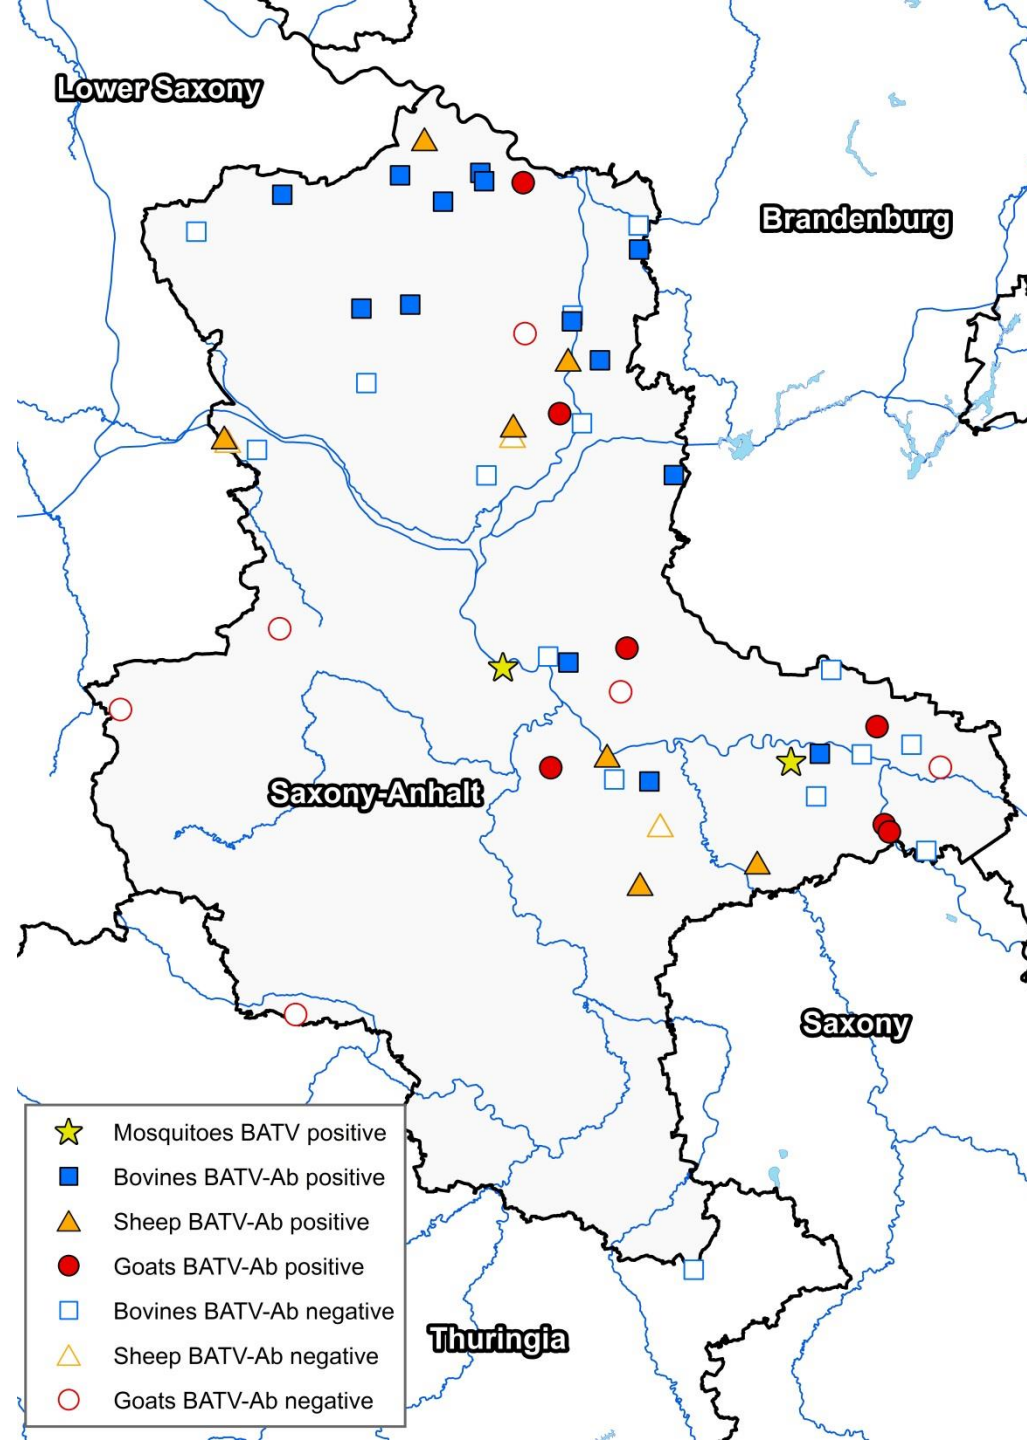 Lower Saxony
Brandenburg
Saxony-Anhalt
Saxony
Mosquitoes BATV positive
Bovines BATV-Ab positive
Sheep BATV-Ab positive
Goats BATV-Ab positive
Bovines BATV-Ab negative
Sheep BATV-Ab negative
Goats BATV-Ab negative
Thuringia